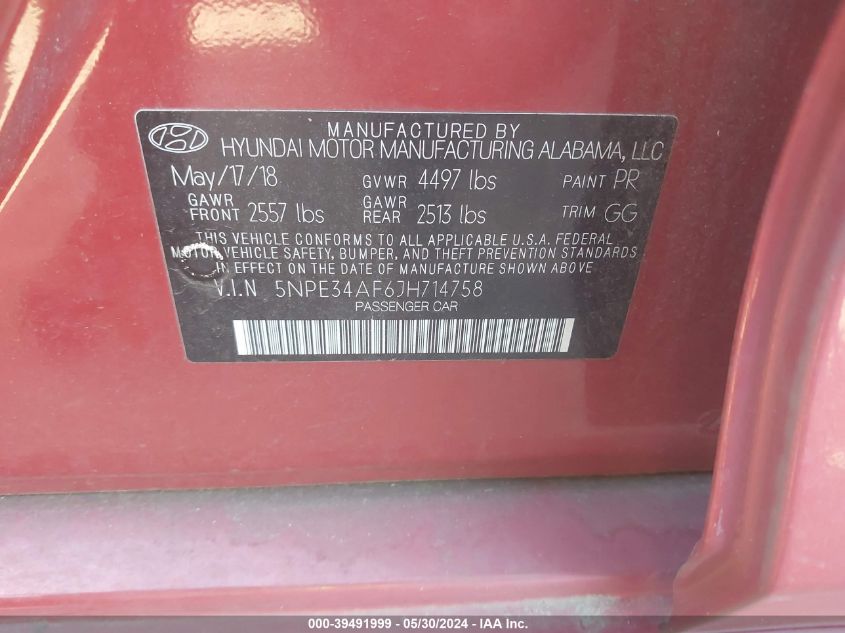 MANUFACTURED BY
HYUNDAI MOTOR MANUFACTURING ALABAMA, LLC
May/17/18 GVWR 4497 lbs PAINT PR
GAWR FRONT 2557 lbs GAWR REAR 2513 lbs TRIM GG
THIS VEHICLE CONFORMS TO ALL APPLICABLE U.S.A. FEDERAL
MOTOR VEHICLE SAFETY, BUMPER, AND THEFT PREVENTION STANDARDS
IN EFFECT ON THE DATE OF MANUFACTURE SHOWN ABOVE
V.I.N 5NPE34AF6JH714758
PASSENGER CAR
000-39491999 - 05/30/2024 - IAAI.com